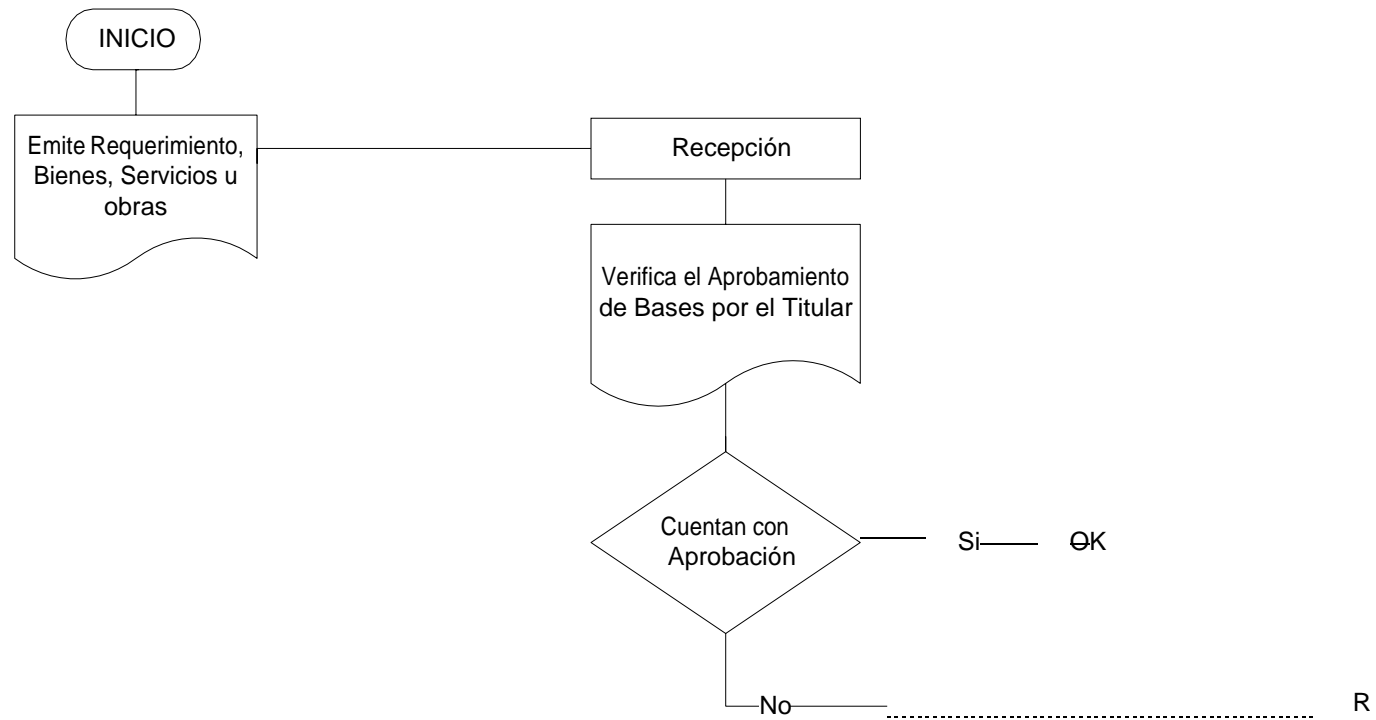 INICIO
Emite Requerimiento,
Bienes, Servicios u
obras
Recepción
Verifica el Aprobamiento
de Bases por el Titular
Cuentan con
Aprobación
Si
OK
No
R